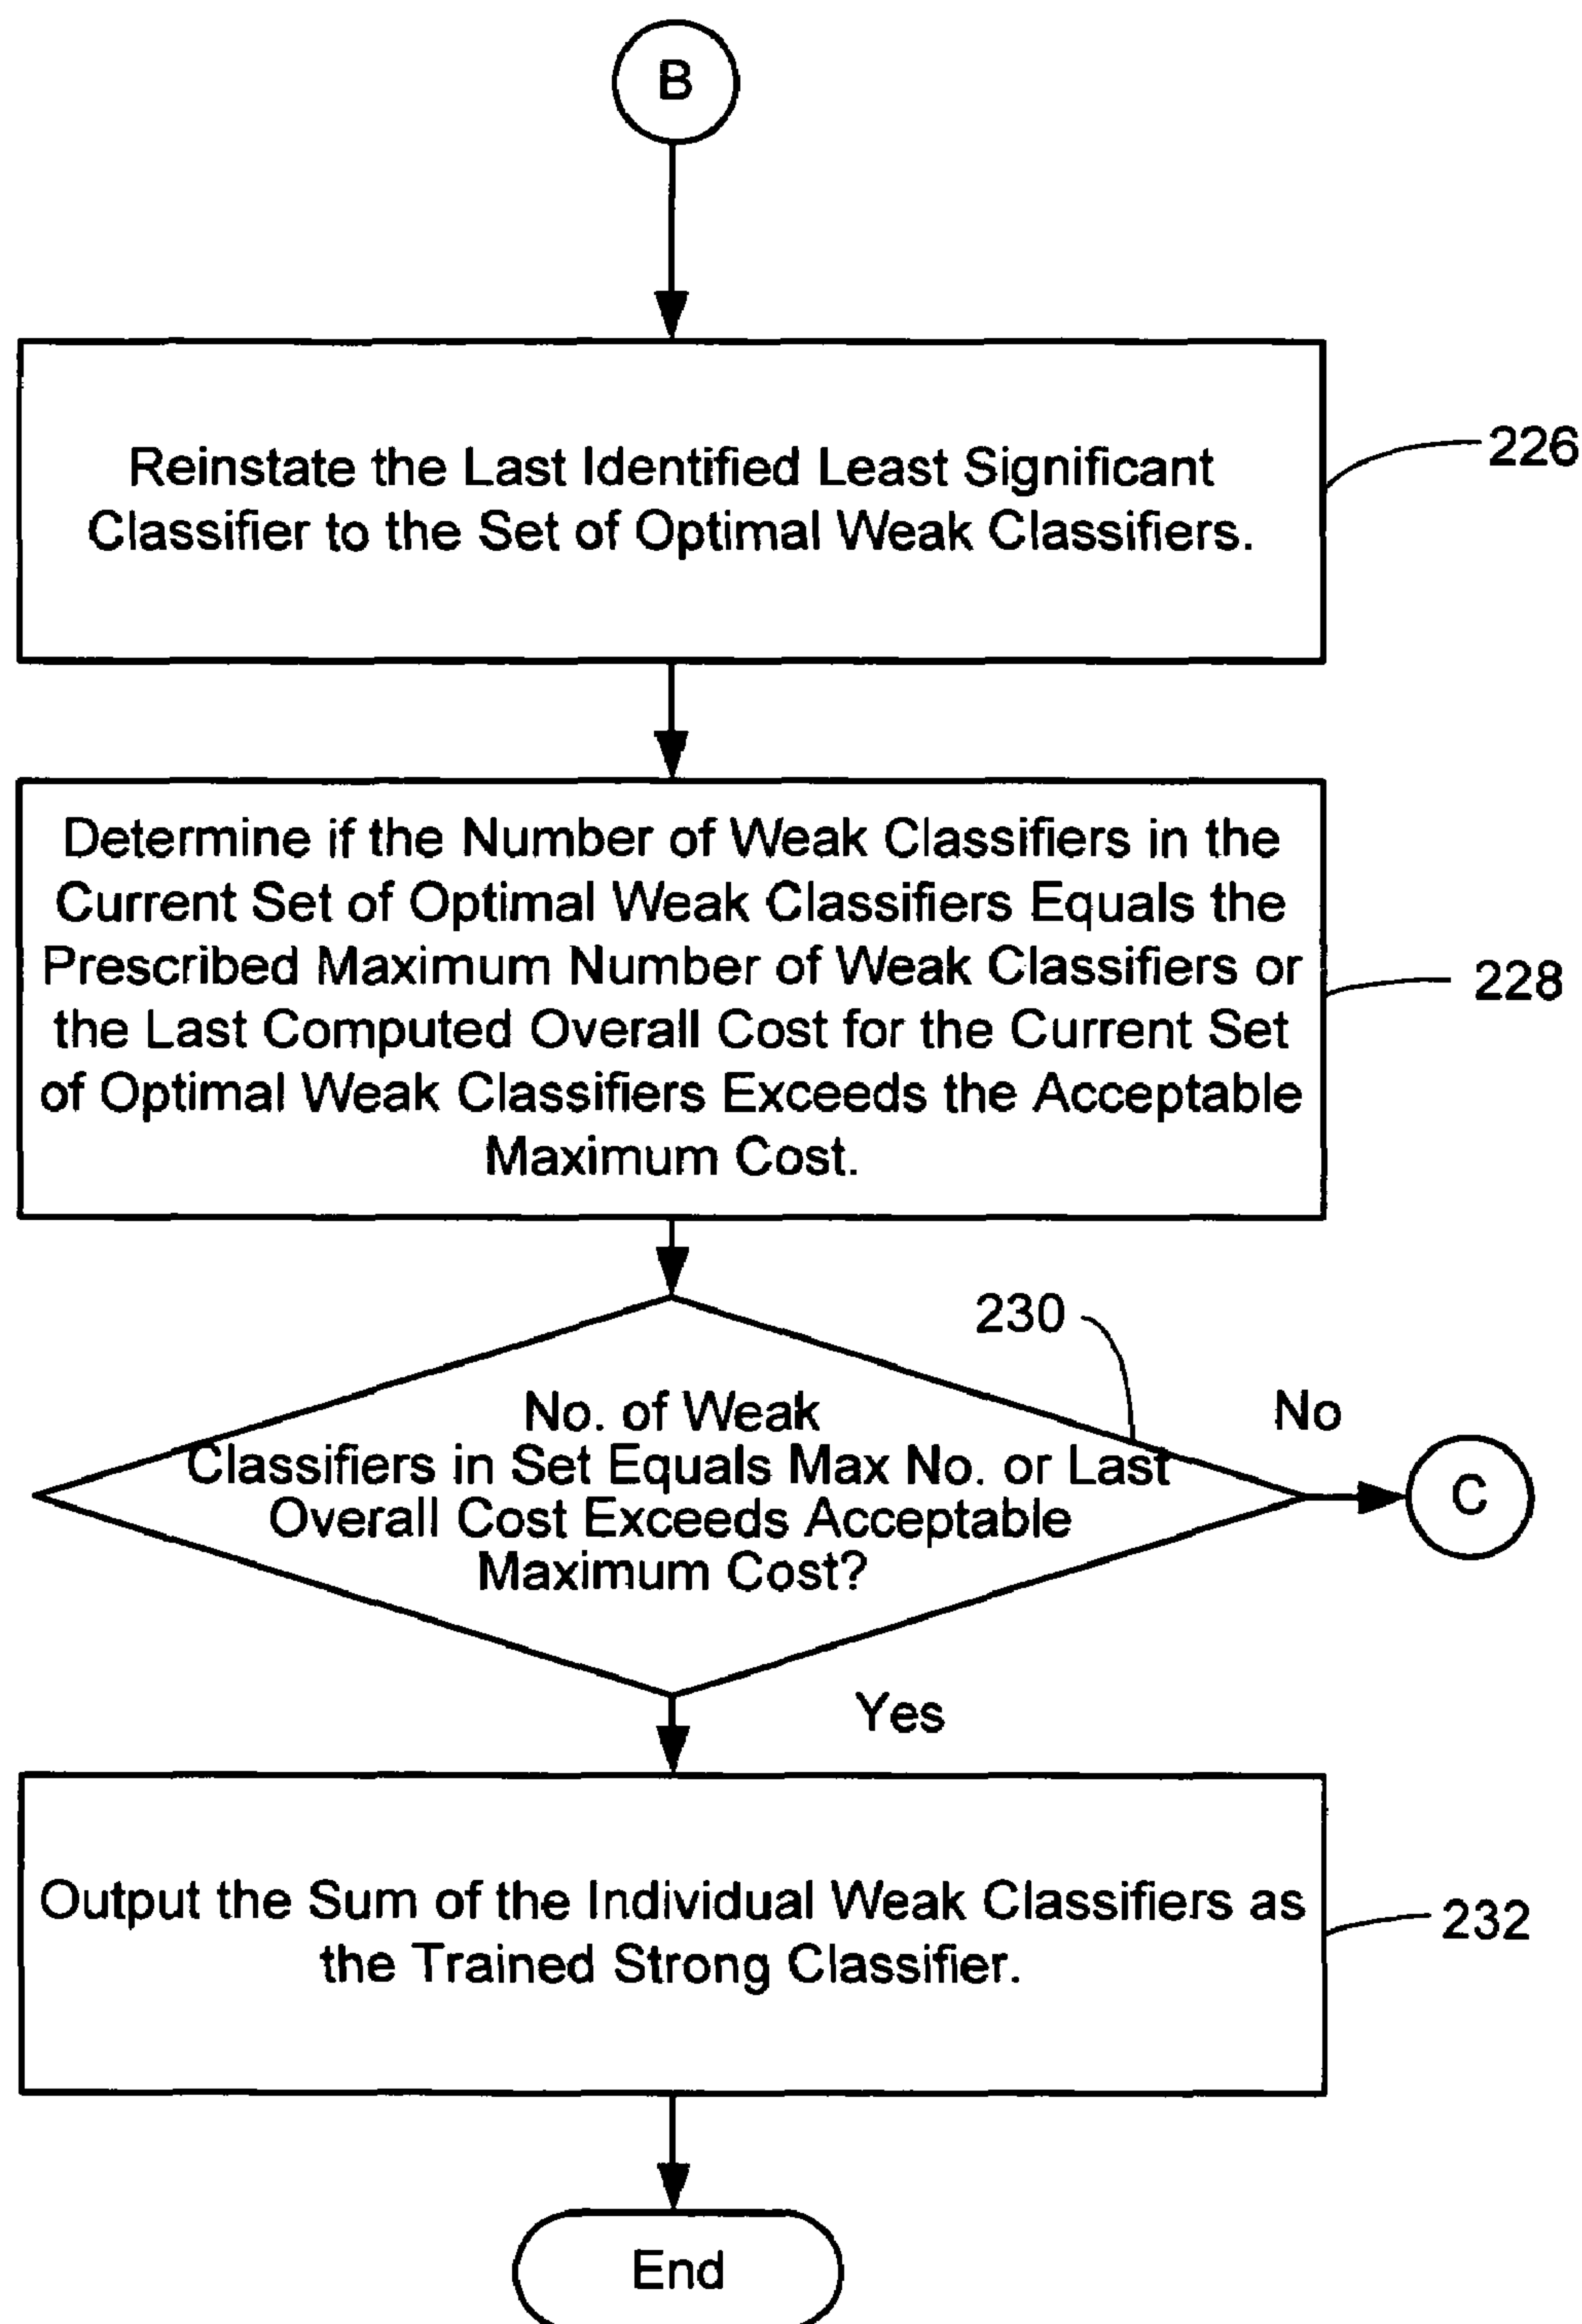 B
Reinstate the Last Identified Least Significant
Classifier to the Set of Optimal Weak Classifiers.
226
Determine if the Number of Weak Classifiers in the
Current Set of Optimal Weak Classifiers Equals the
Prescribed Maximum Number of Weak Classifiers or
the Last Computed Overall Cost for the Current Set
of Optimal Weak Classifiers Exceeds the Acceptable
Maximum Cost.
228
230
No. of Weak
Classifiers in Set Equals Max No. or Last
Overall Cost Exceeds Acceptable
Maximum Cost?
No
C
Yes
Output the Sum of the Individual Weak Classifiers as
the Trained Strong Classifier.
232
End